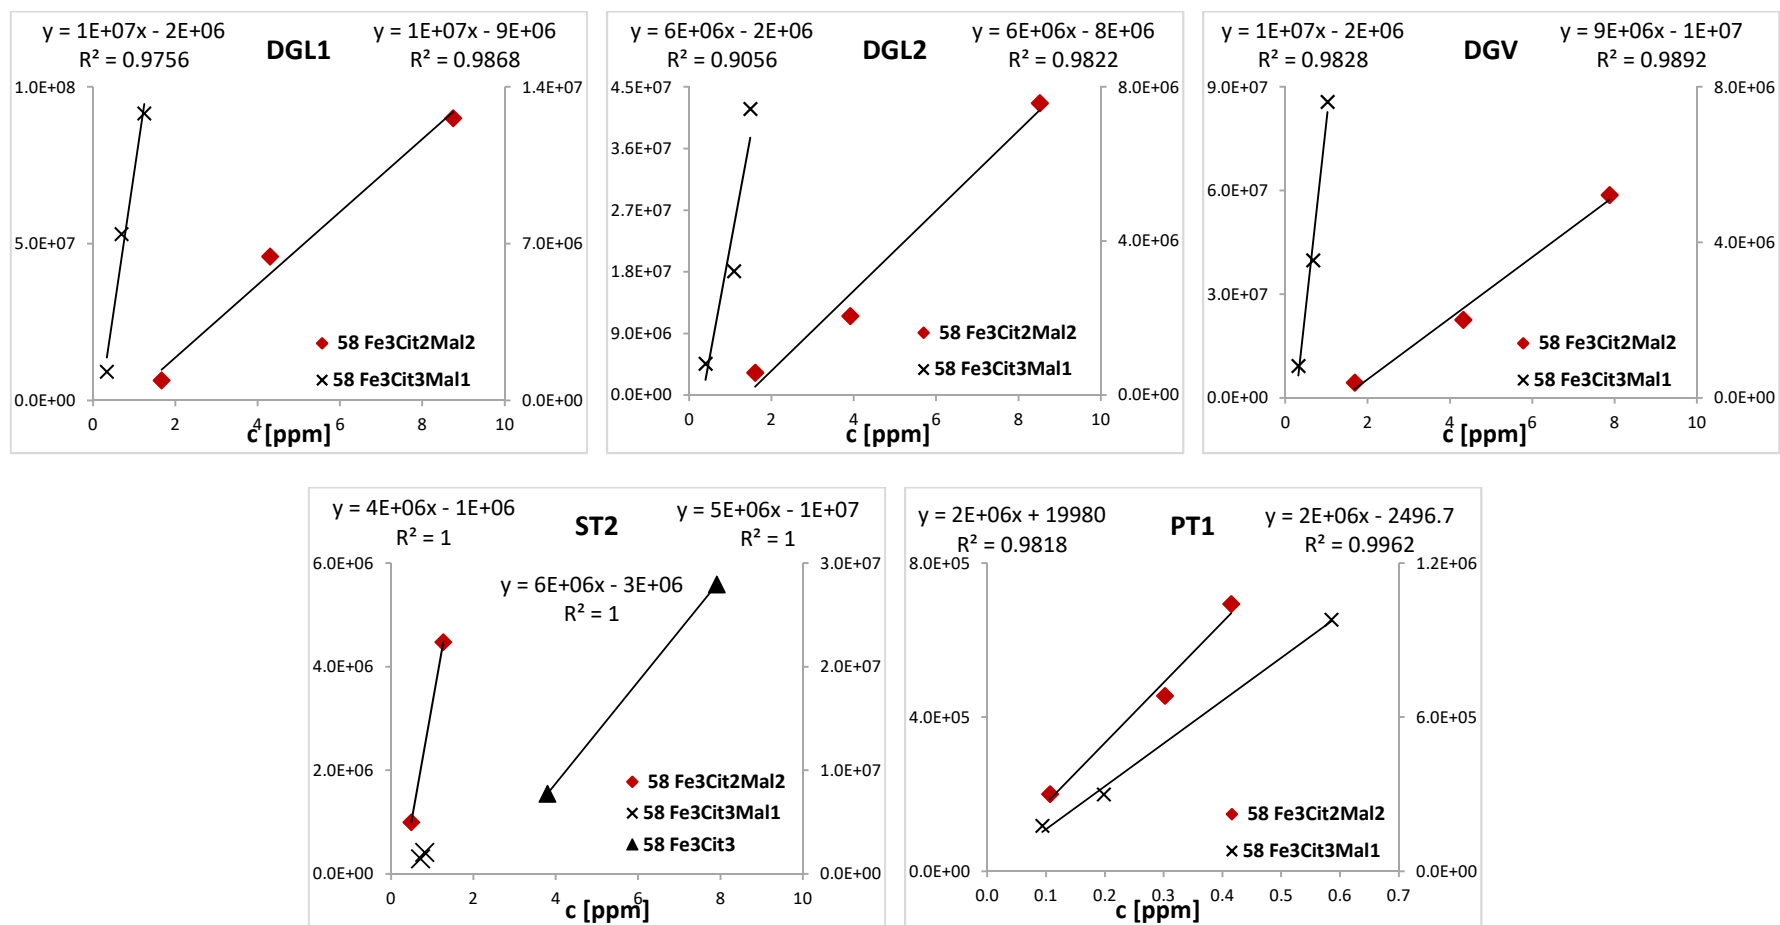 y = 1E+07x - 2E+06
R² = 0.9756
DGL1
y = 1E+07x - 9E+06
R² = 0.9868
1.0E+08
5.0E+07
0.0E+00
1.4E+07
7.0E+06
0.0E+00
58 Fe3Cit2Mal2
58 Fe3Cit3Mal1
0 2 4 6 8 10
c [ppm]
y = 6E+06x - 2E+06
R² = 0.9056
DGL2
y = 6E+06x - 8E+06
R² = 0.9822
4.5E+07
3.6E+07
2.7E+07
1.8E+07
9.0E+06
0.0E+00
8.0E+06
4.0E+06
0.0E+00
58 Fe3Cit2Mal2
58 Fe3Cit3Mal1
0 2 4 6 8 10
c [ppm]
y = 1E+07x - 2E+06
R² = 0.9828
DGV
y = 9E+06x - 1E+07
R² = 0.9892
9.0E+07
6.0E+07
3.0E+07
0.0E+00
8.0E+06
4.0E+06
0.0E+00
58 Fe3Cit2Mal2
58 Fe3Cit3Mal1
0 2 4 6 8 10
c [ppm]
y = 4E+06x - 1E+06
R² = 1
ST2
y = 5E+06x - 1E+07
R² = 1
y = 6E+06x - 3E+06
R² = 1
6.0E+06
4.0E+06
2.0E+06
0.0E+00
3.0E+07
2.0E+07
1.0E+07
0.0E+00
58 Fe3Cit2Mal2
58 Fe3Cit3Mal1
58 Fe3Cit3
0 2 4 6 8 10
c [ppm]
y = 2E+06x + 19980
R² = 0.9818
PT1
y = 2E+06x - 2496.7
R² = 0.9962
8.0E+05
4.0E+05
0.0E+00
1.2E+06
6.0E+05
0.0E+00
58 Fe3Cit2Mal2
58 Fe3Cit3Mal1
0.0 0.1 0.2 0.3 0.4 0.5 0.6 0.7
c [ppm]